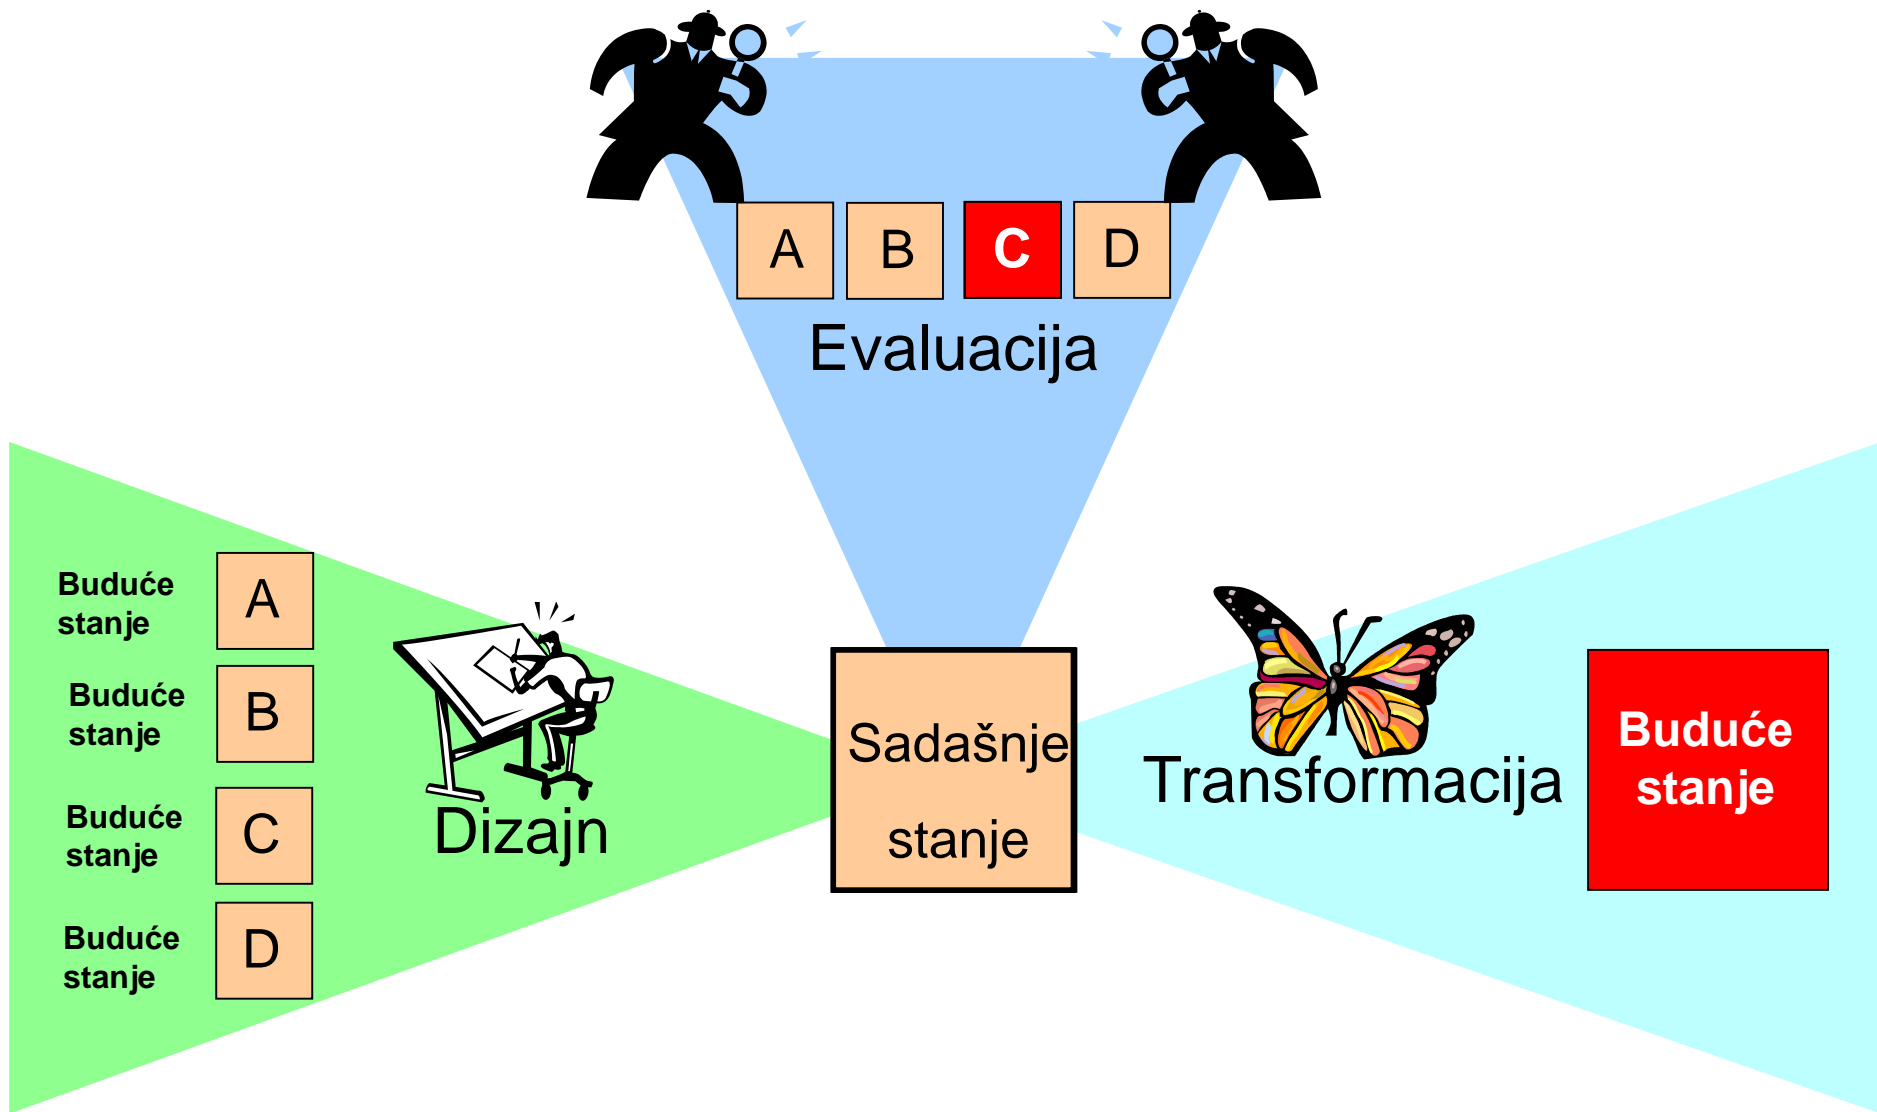 A B C D
Evaluacija
Buduće
stanje
A
Buduće
stanje
B
Buduće
stanje
C
Buduće
stanje
D
Dizajn
Sadašnje
stanje
Transformacija
Buduće
stanje